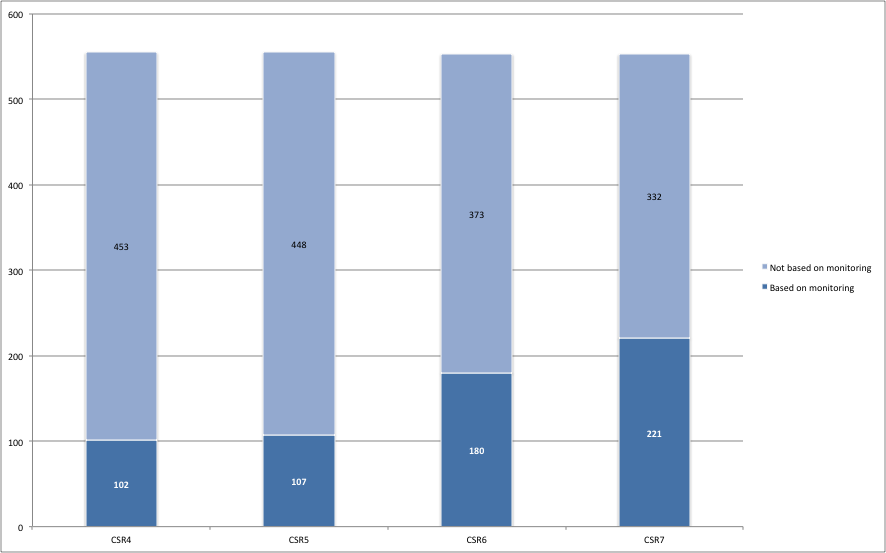 600
500
400
300
200
100
0
453
448
373
332
102
107
180
221
CSR4
CSR5
CSR6
CSR7
Not based on monitoring
Based on monitoring